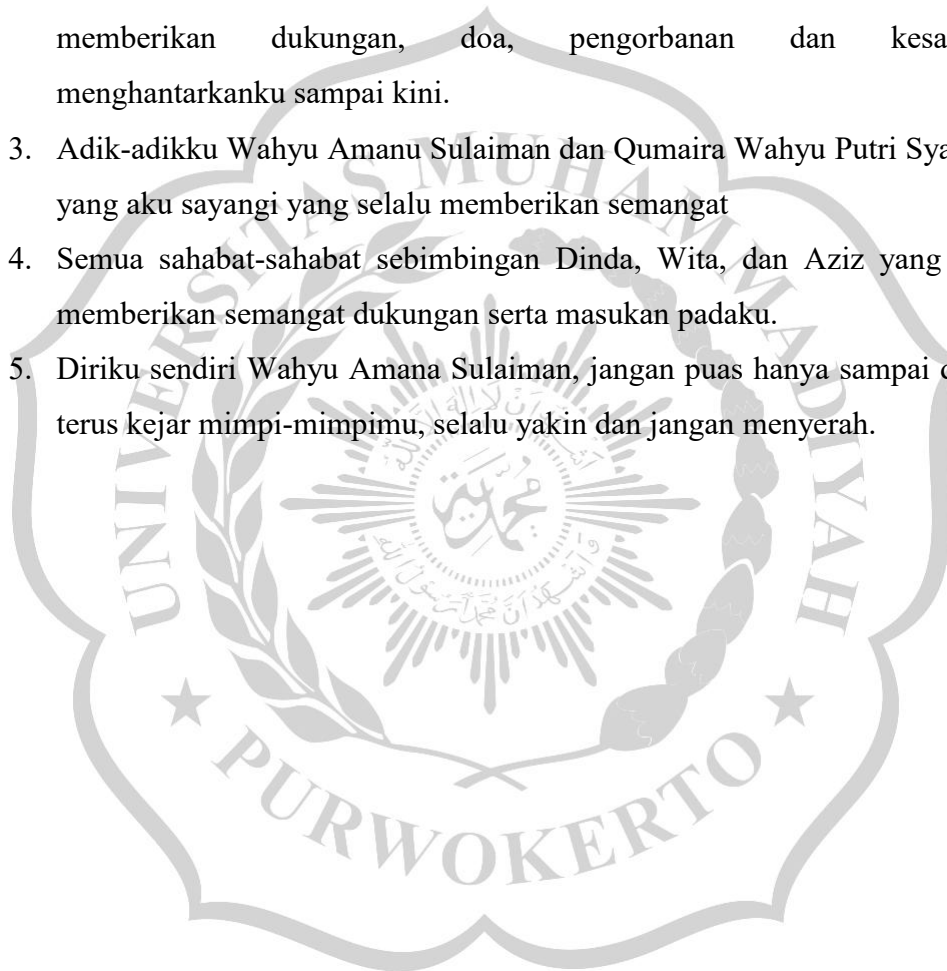 memberikan dukungan, doa, pengorbanan dan
menghantarkanku sampai kini.
3. Adik-adikku Wahyu Amanu Sulaiman dan Qumaira Wahyu Putri
yang aku sayangi yang selalu memberikan semangat
4. Semua sahabat-sahabat sebimbingan Dinda, Wita, dan Aziz yang
memberikan semangat dukungan serta masukan padaku.
5. Diriku sendiri Wahyu Amana Sulaiman, jangan puas hanya sampai
terus kejar mimpi-mimpimu, selalu yakin dan jangan menyerah.
UNIVERSITAS MUHAMMADIYAH
محمدية
PURWOKERTO